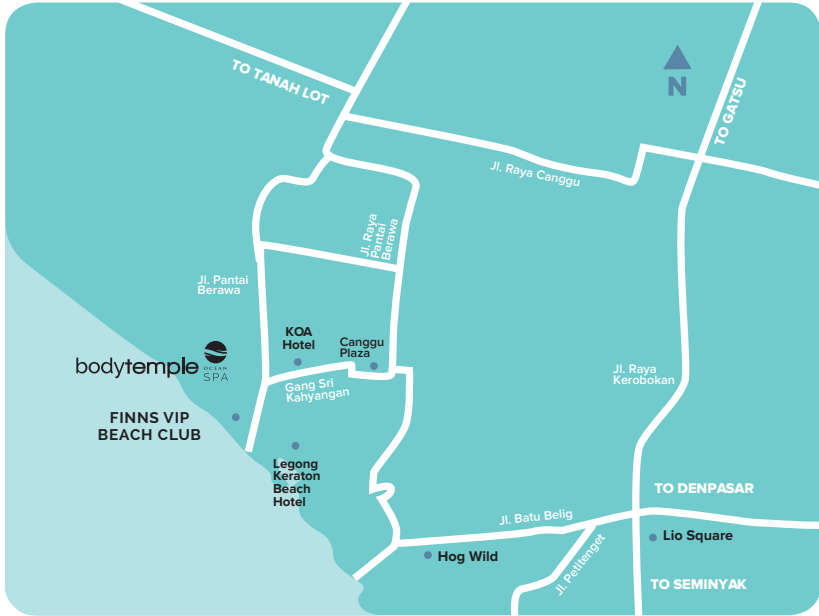 TO TANAH LOT
N
TO GATSU
Jl. Raya Canggu
Jl. Raya
Pantai
Berawa
Jl. Pantai
Berawa
KOA
Hotel
Canggu
Plaza
bodytemple
OCEAN
SPA
Gang Sri
Kahyangan
Jl. Raya
Kerobokan
FINNS VIP
BEACH CLUB
Legong
Keraton
Beach
Hotel
TO DENPASAR
Jl. Batu Belig
Lio Square
Hog Wild
Jl. Petitenget
TO SEMINYAK